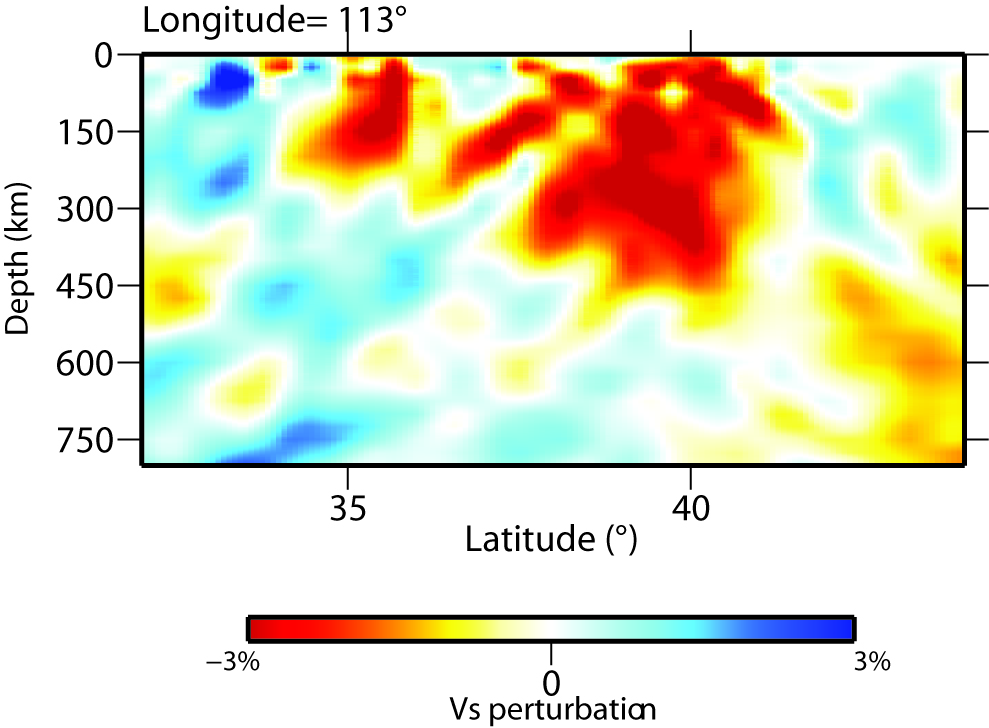 Longitude= 113°
0
150
300
450
600
750
Depth (km)
35 40
Latitude (°)
−3% 3%
0
Vs perturbation